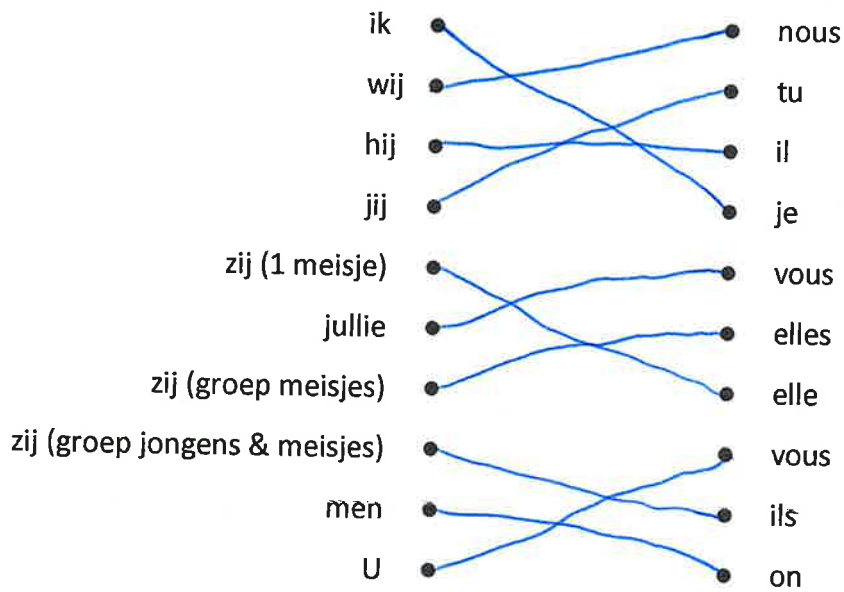 ik nous
wij tu
hij il
jij je
zij (1 meisje) vous
jullie elles
zij (groep meisjes) elle
zij (groep jongens & meisjes) vous
men ils
U on